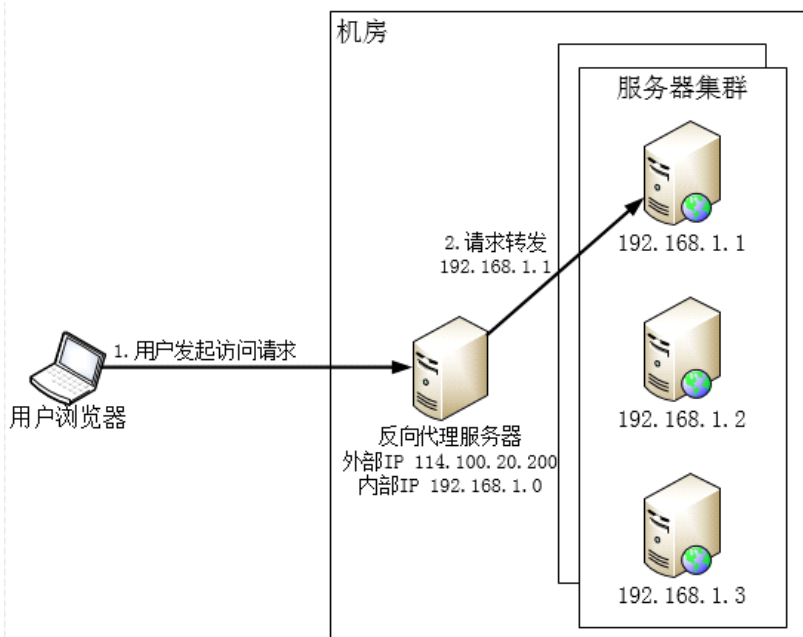 机房
服务器集群
192.168.1.1
2.请求转发
192.168.1.1
1.用户发起访问请求
用户浏览器
反向代理服务器
外部IP 114.100.20.200
内部IP 192.168.1.0
192.168.1.2
192.168.1.3